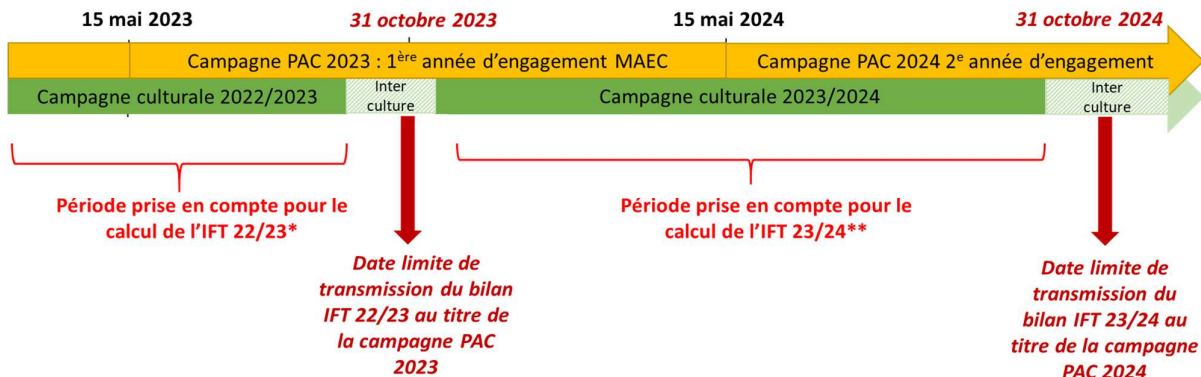 15 mai 2023
31 octobre 2023
15 mai 2024
31 octobre 2024
Campagne PAC 2023 : 1ère année d’engagement MAEC
Campagne PAC 2024 2e année d’engagement
Campagne culturale 2022/2023
Inter
culture
Campagne culturale 2023/2024
Inter
culture
Période prise en compte pour le
calcul de l’IFT 22/23*
Période prise en compte pour le
calcul de l’IFT 23/24**
Date limite de
transmission du bilan
IFT 22/23 au titre de
la campagne PAC
2023
Date limite de
transmission du
bilan IFT 23/24 au
titre de la campagne
PAC 2024